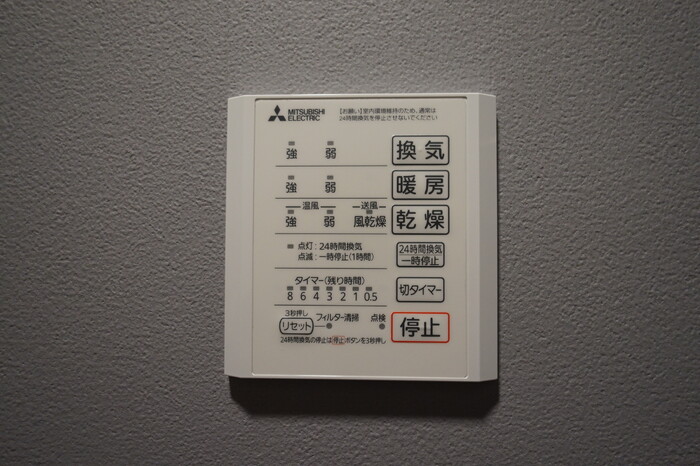 MITSUBISHI
ELECTRIC
【お願い】室内環境維持のため、通常は
24時間換気を停止させないでください
強 弱 換気
強 弱 暖房
温風 送風
強 弱 風乾燥 乾燥
点灯:24時間換気
点滅:一時停止(1時間)
24時間換気
一時停止
タイマー(残り時間)
8 6 4 3 2 1 0.5
切タイマー
3秒押し
リセット フィルター清掃 点検
停止
24時間換気の停止は停止ボタンを3秒押し